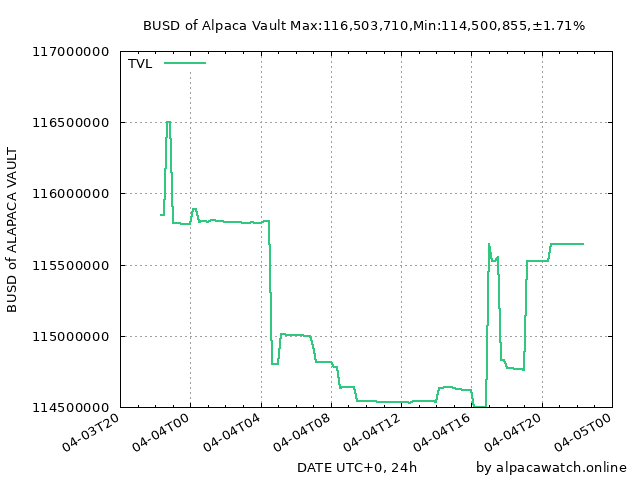 BUSD of Alpaca Vault Max:116,503,710,Min:114,500,855,±1.71%
117000000
TVL
116500000
116000000
115500000
115000000
114500000
BUSD of ALAPACA VAULT
04-03T20
04-04T00
04-04T04
04-04T08
04-04T12
04-04T16
04-04T20
04-05T00
DATE UTC+0, 24h
by alpacawatch.online